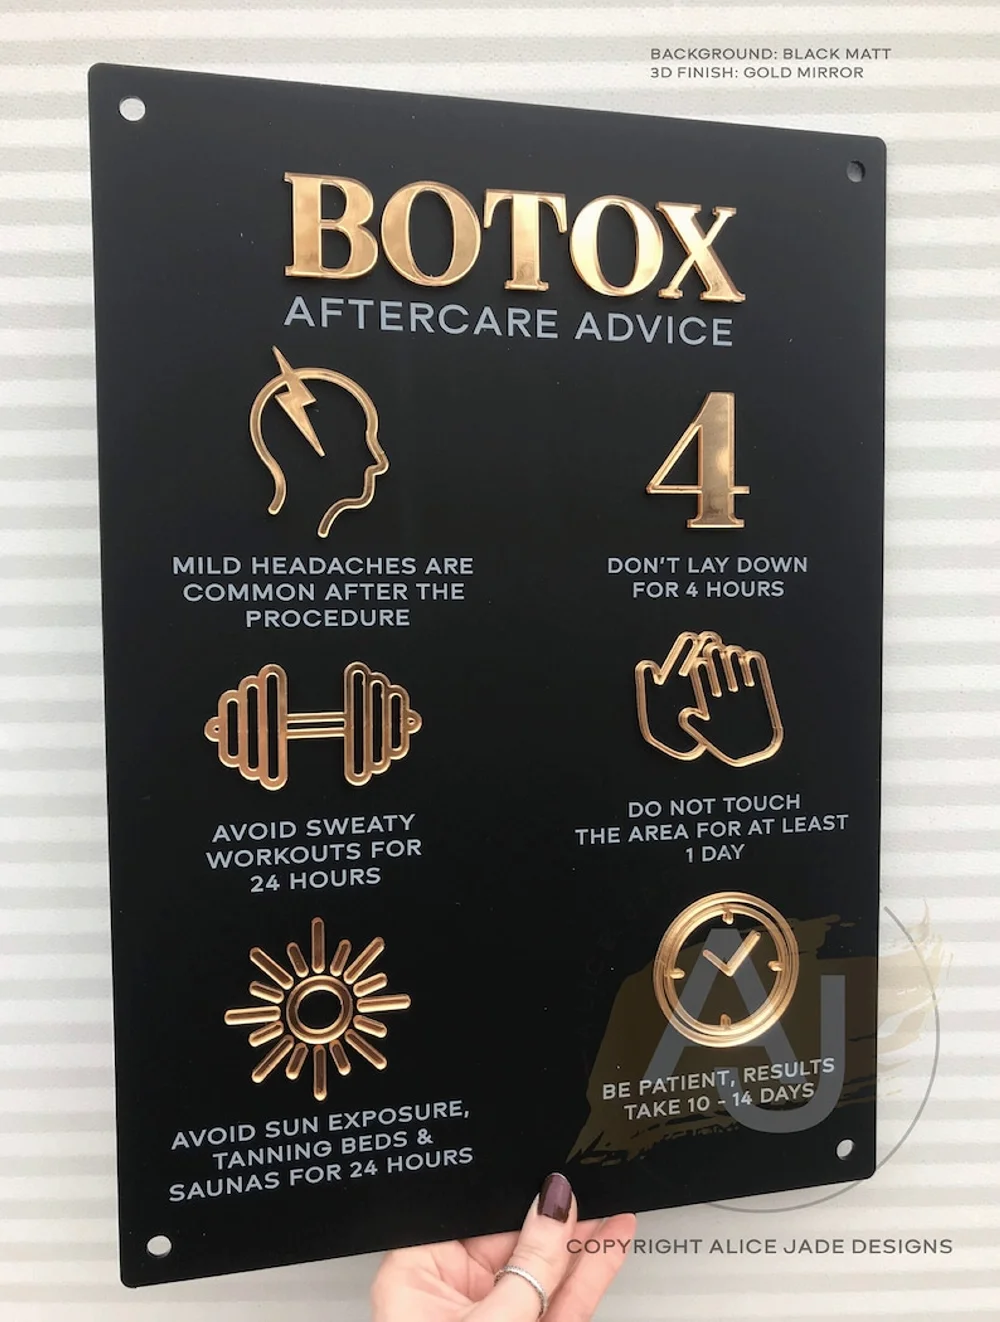 BACKGROUND: BLACK MATT
3D FINISH: GOLD MIRROR
BOTOX
AFTERCARE ADVICE
MILD HEADACHES ARE
COMMON AFTER THE
PROCEDURE
4
DON'T LAY DOWN
FOR 4 HOURS
AVOID SWEATY
WORKOUTS FOR
24 HOURS
DO NOT TOUCH
THE AREA FOR AT LEAST
1 DAY
AVOID SUN EXPOSURE,
TANNING BEDS &
SAUNAS FOR 24 HOURS
BE PATIENT, RESULTS
TAKE 10 - 14 DAYS
AJ
COPYRIGHT ALICE JADE DESIGNS